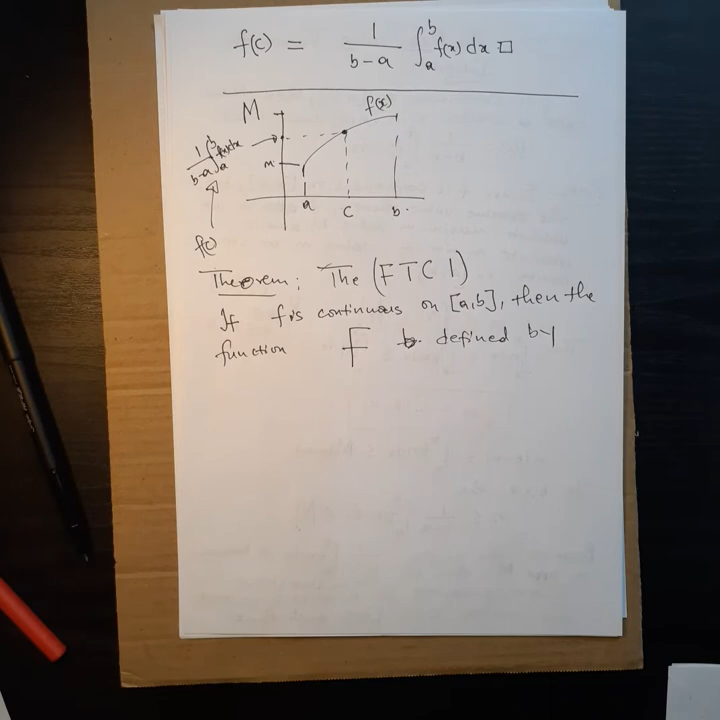 f(c) = 1/(b-a) ∫_a^b f(x) dx □
M
f(x)
1/(b-a) ∫_a^b f(x)dx
m
a c b
f(c)
Theorem: The (FTC 1)
If f is continuous on [a,b], then the
function F defined by